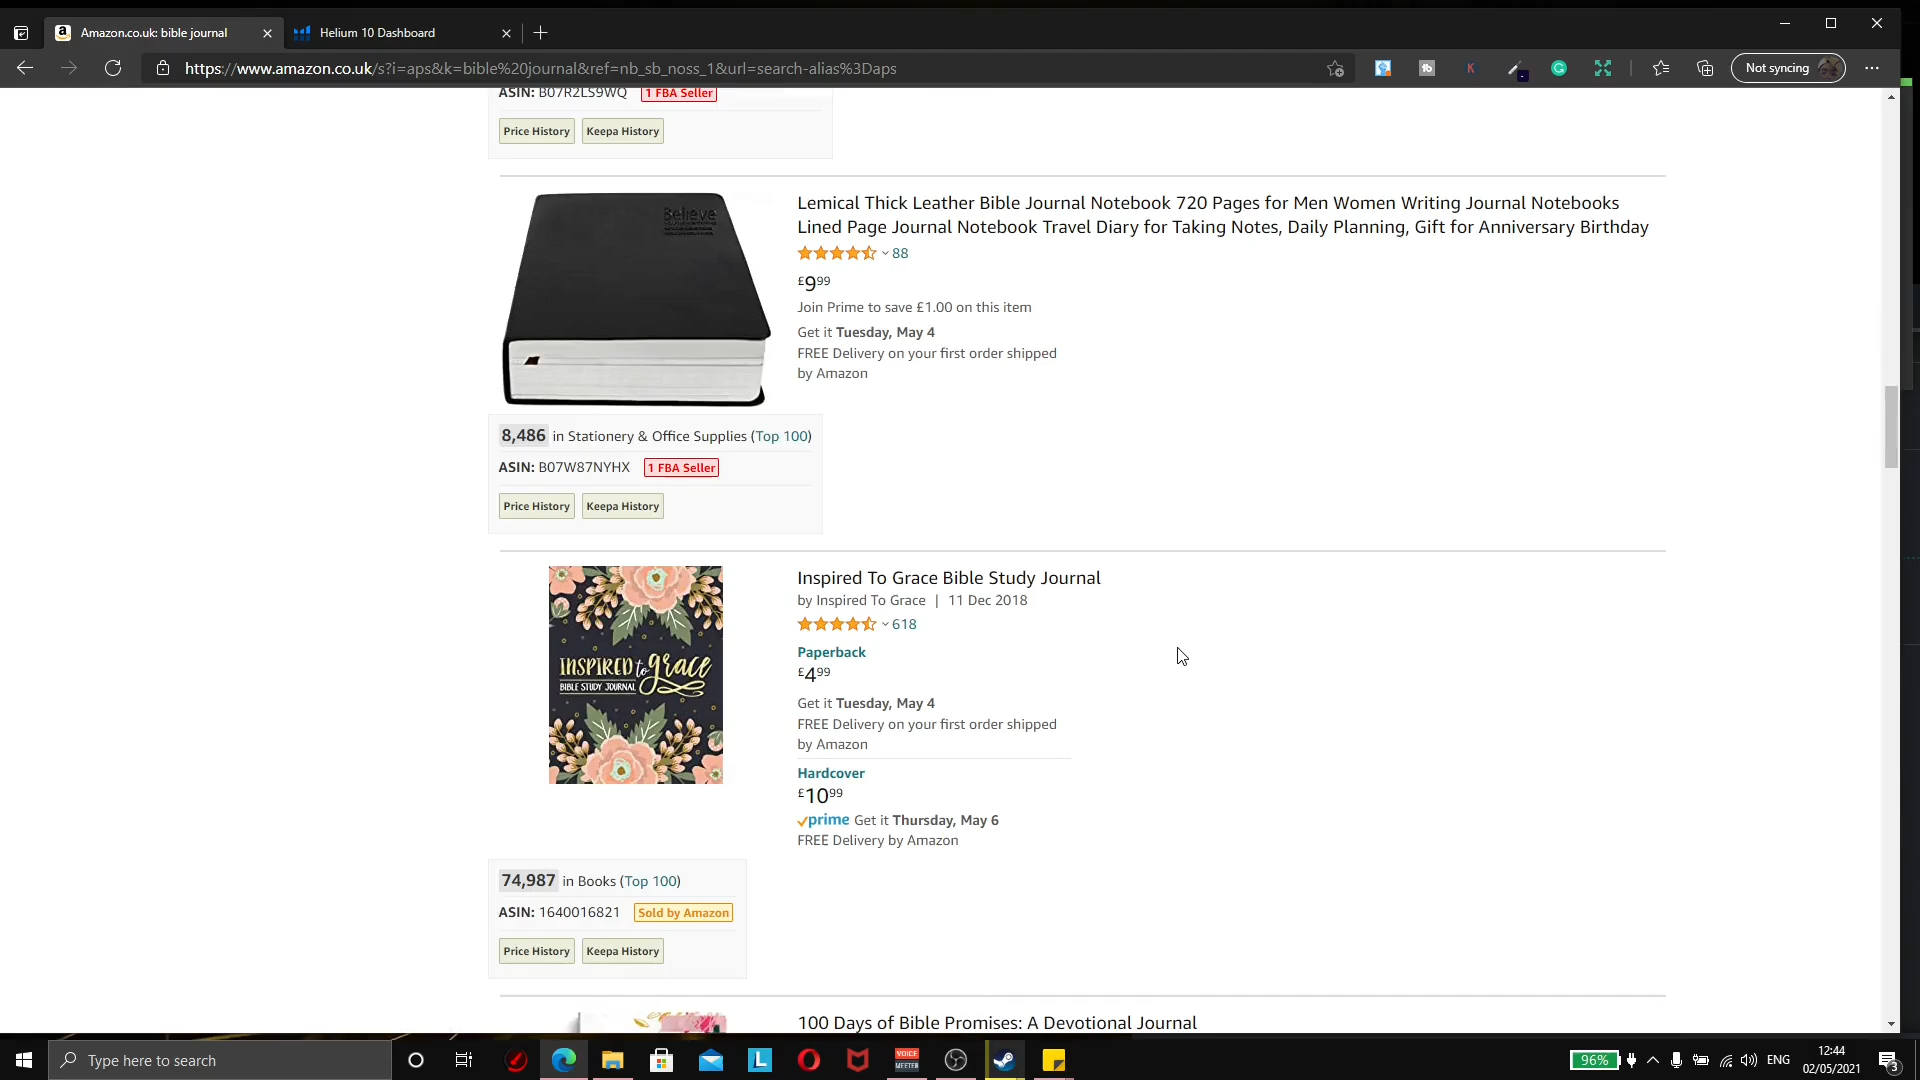 Amazon.co.uk: bible journal
Helium 10 Dashboard
https://www.amazon.co.uk/s?i=aps&k=bible%20journal&ref=nb_sb_noss_1&url=search-alias%3Daps
Not syncing
ASIN: B07R2LS9WQ 1 FBA Seller
Price History Keepa History
Believe
Lemical Thick Leather Bible Journal Notebook 720 Pages for Men Women Writing Journal Notebooks
Lined Page Journal Notebook Travel Diary for Taking Notes, Daily Planning, Gift for Anniversary Birthday
88
£999
Join Prime to save £1.00 on this item
Get it Tuesday, May 4
FREE Delivery on your first order shipped
by Amazon
8,486 in Stationery & Office Supplies (Top 100)
ASIN: B07W87NYHX 1 FBA Seller
Price History Keepa History
INSPIRED to grace
BIBLE STUDY JOURNAL
Inspired To Grace Bible Study Journal
by Inspired To Grace | 11 Dec 2018
618
Paperback
£499
Get it Tuesday, May 4
FREE Delivery on your first order shipped
by Amazon
Hardcover
£1099
prime Get it Thursday, May 6
FREE Delivery by Amazon
74,987 in Books (Top 100)
ASIN: 1640016821 Sold by Amazon
Price History Keepa History
100 Days of Bible Promises: A Devotional Journal
Type here to search
VOICE
MEETER
96%
ENG
12:44
02/05/2021
3